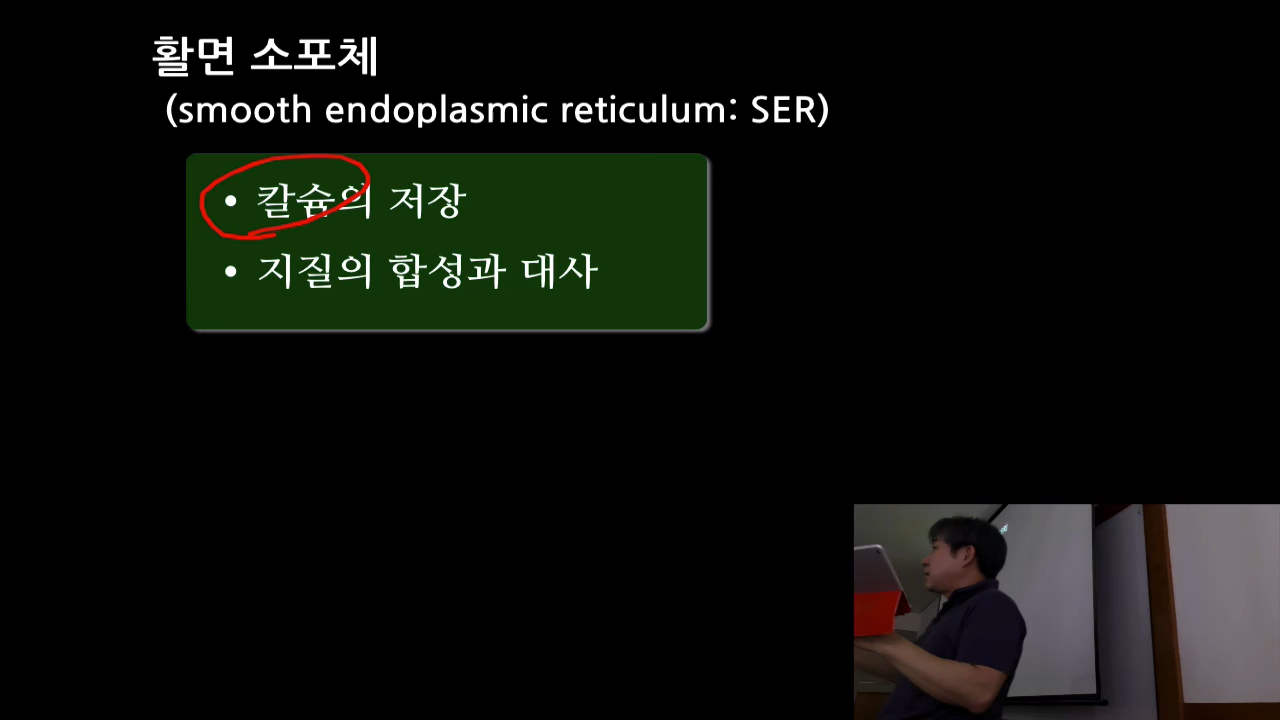 활면 소포체
(smooth endoplasmic reticulum: SER)
• 칼슘의 저장
• 지질의 합성과 대사